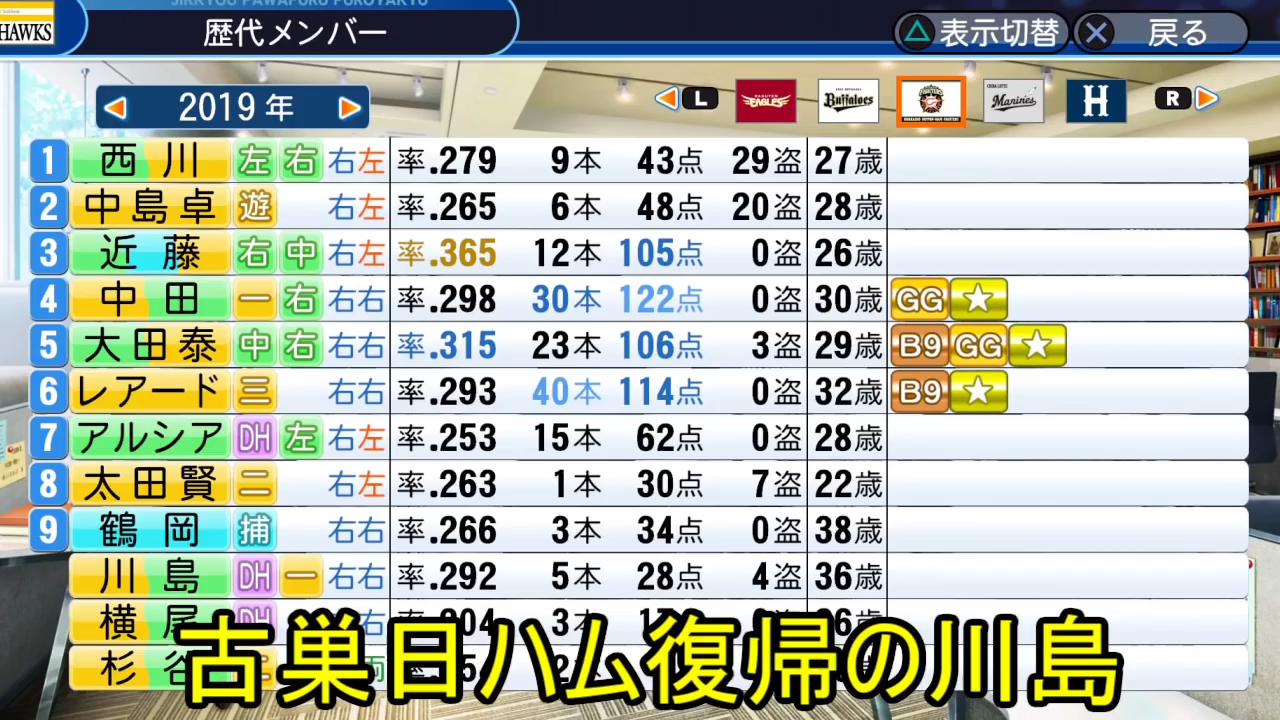 HAWKS
JIKKYOU PAWAFURU PUROYAKYU
歴代メンバー
△ 表示切替 ✕ 戻る
2019年
L EAGLES Buffaloes FIGHTERS Marines H R
1 西川 左 右 右左 率.279 9本 43点 29盗 27歳
2 中島卓 遊 右左 率.265 6本 48点 20盗 28歳
3 近藤 右 中 右左 率.365 12本 105点 0盗 26歳
4 中田 一 右 右右 率.298 30本 122点 0盗 30歳 GG ★
5 大田泰 中 右 右右 率.315 23本 106点 3盗 29歳 B9 GG ★
6 レアード 三 右右 率.293 40本 114点 0盗 32歳 B9 ★
7 アルシア DH 左 右左 率.253 15本 62点 0盗 28歳
8 太田賢 二 右左 率.263 1本 30点 7盗 22歳
9 鶴岡 捕 右右 率.266 3本 34点 0盗 38歳
川島 DH 一 右右 率.292 5本 28点 4盗 36歳
横尾 DH
杉谷
古巣日ハム復帰の川島